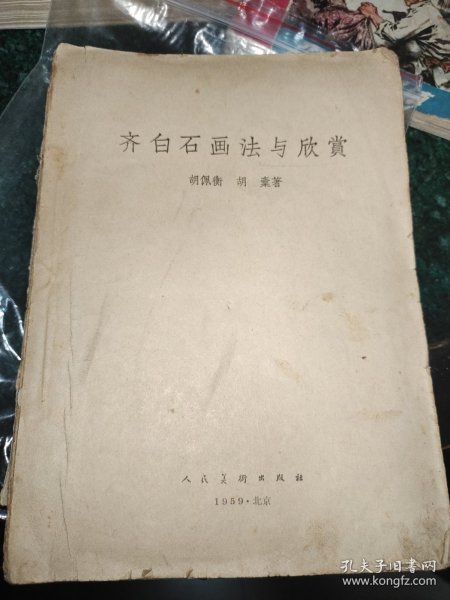 齐白石画法与欣赏
胡佩衡 胡橐著
人民美術出版社
1959·北京
孔夫子旧书网
www.kongfz.com